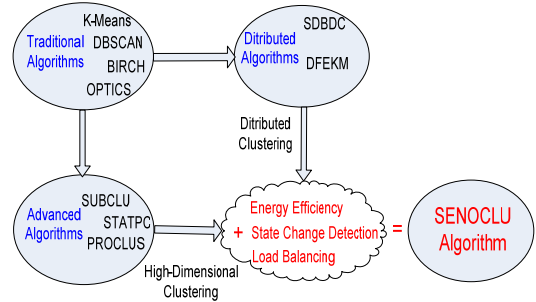 K-Means
Traditional
Algorithms
DBSCAN
BIRCH
OPTICS
SDBDC
Ditributed
Algorithms
DFEKM
Ditributed
Clustering
SUBCLU
Advanced
Algorithms
STATPC
PROCLUS
High-Dimensional
Clustering
Energy Efficiency
+ State Change Detection
Load Balancing
=
SENOCLU
Algorithm